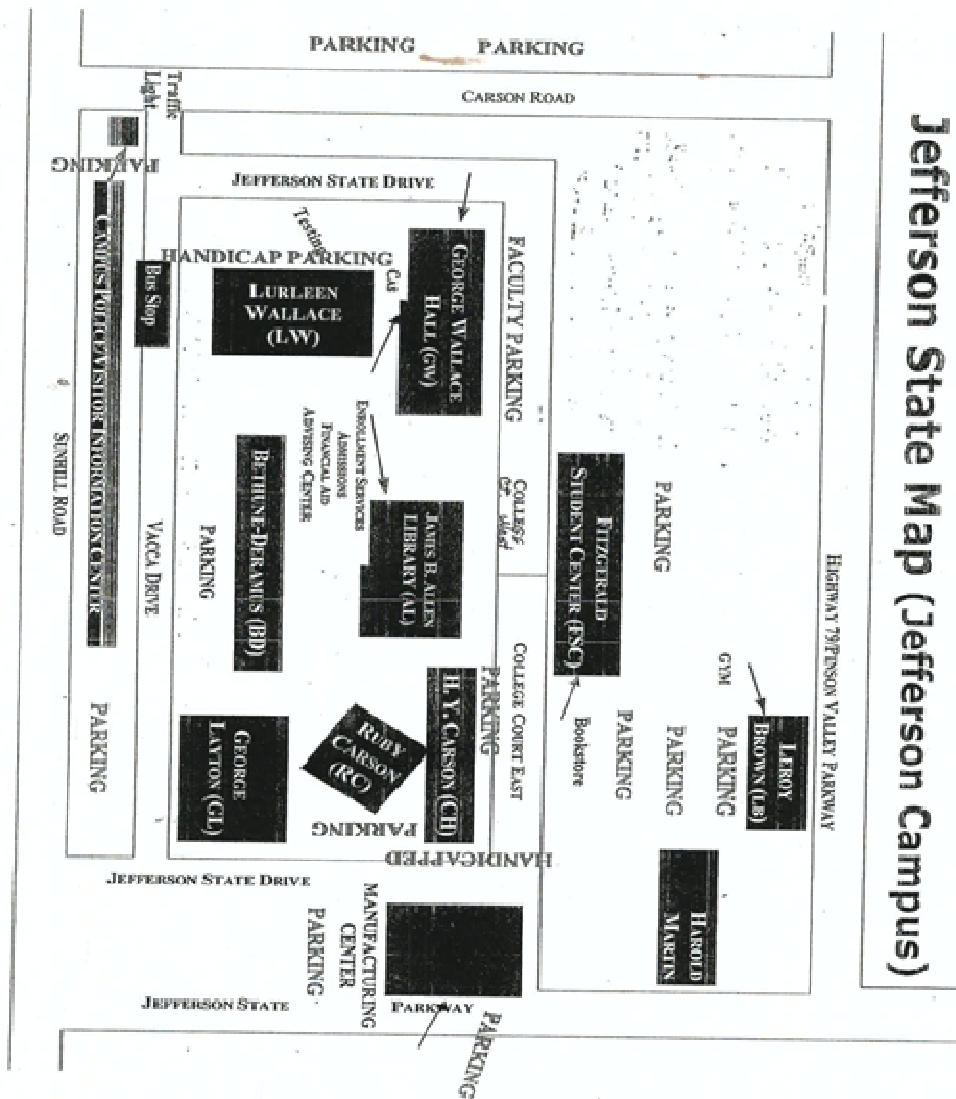 Jefferson State Map (Jefferson Campus)
PARKING
PARKING
CARSON ROAD
Traffic
Light
PARKING
JEFFERSON STATE DRIVE
Testing
HANDICAP PARKING
LURLEEN
WALLACE
(LW)
GEORGE WALLACE
HALL (GW)
FACULTY PARKING
Bus Stop
CAMPUS POLICE/VISITOR INFORMATION CENTER
SUNHILL ROAD
VACCA DRIVE
PARKING
ENROLLMENT SERVICES
ADMISSIONS
FINANCIAL AID
ADVISING CENTER
BETHUNE-DERAMUS (BD)
PARKING
JAMES B. ALLEN
LIBRARY (AL)
COLLEGE
CT West
FITZGERALD
STUDENT CENTER (FSC)
PARKING
HIGHWAY 79/PINSON VALLEY PARKWAY
COLLEGE COURT EAST
PARKING
H. Y. CARSON (CH)
RUBY
CARSON
(RC)
GEORGE
LAYTON (GL)
PARKING
HANDICAPPED
Bookstore
PARKING
PARKING
PARKING
GYM
LEROY
BROWN (LB)
HAROLD
MARTIN
JEFFERSON STATE DRIVE
MANUFACTURING
CENTER
PARKING
JEFFERSON STATE
PARKWAY
PARKING